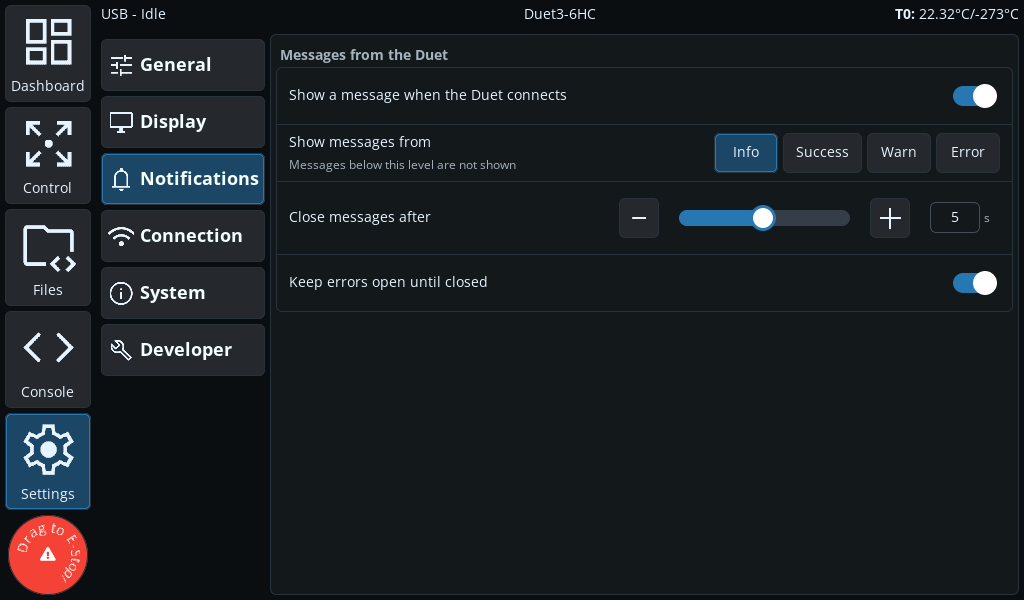 USB - Idle
Duet3-6HC
T0: 22.32°C/-273°C
Dashboard
Control
Files
Console
Settings
Drag to E-Stop!
General
Display
Notifications
Connection
System
Developer
Messages from the Duet
Show a message when the Duet connects
Show messages from
Messages below this level are not shown
Info Success Warn Error
Close messages after
5 s
Keep errors open until closed